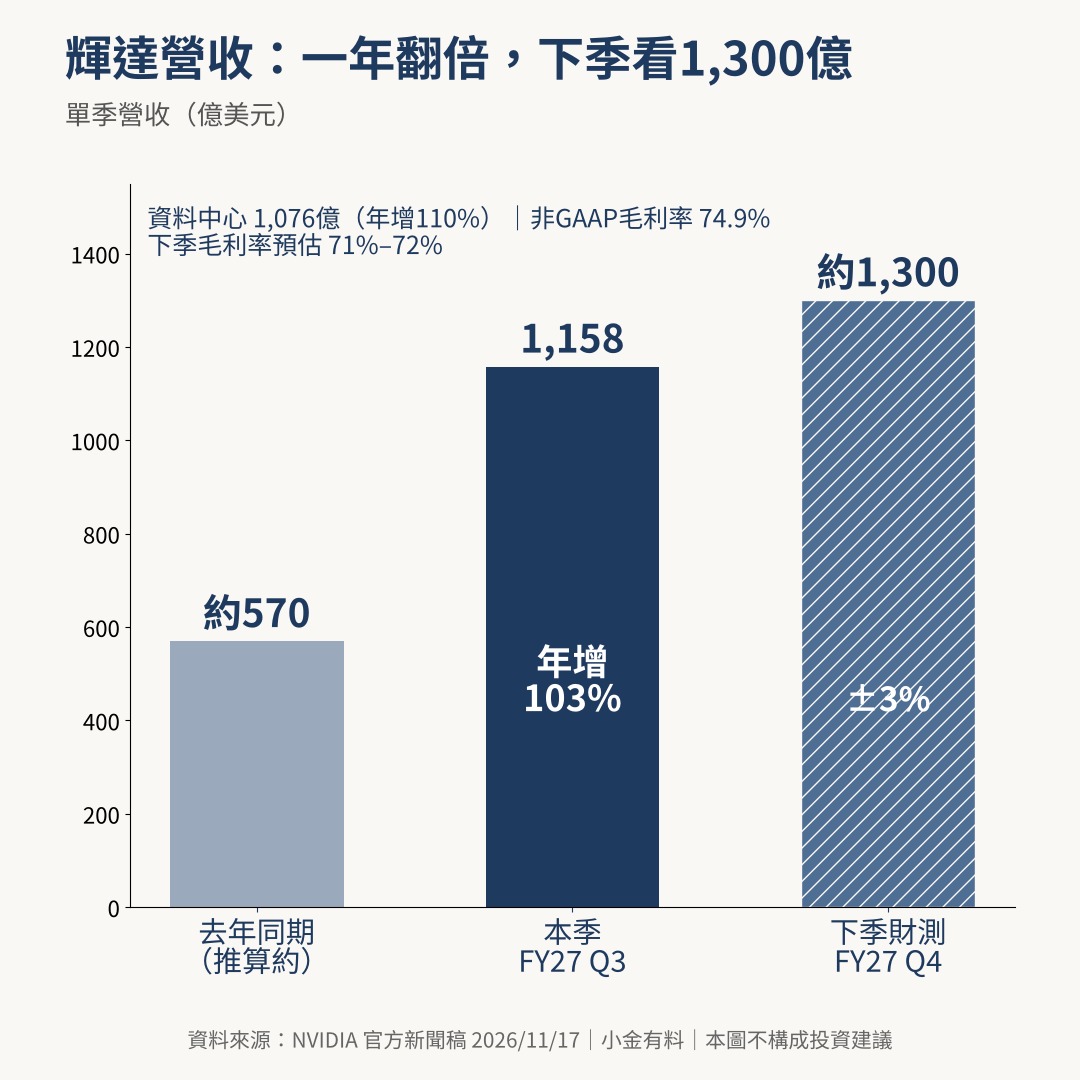 輝達營收：一年翻倍，下季看1,300億
單季營收（億美元）
資料中心 1,076億（年增110%）｜非GAAP毛利率 74.9%
下季毛利率預估 71%–72%
1400
1200
1000
800
600
400
200
0
約570
1,158
約1,300
年增
103%
±3%
去年同期
（推算約）
本季
FY27 Q3
下季財測
FY27 Q4
資料來源：NVIDIA 官方新聞稿 2026/11/17｜小金有料｜本圖不構成投資建議